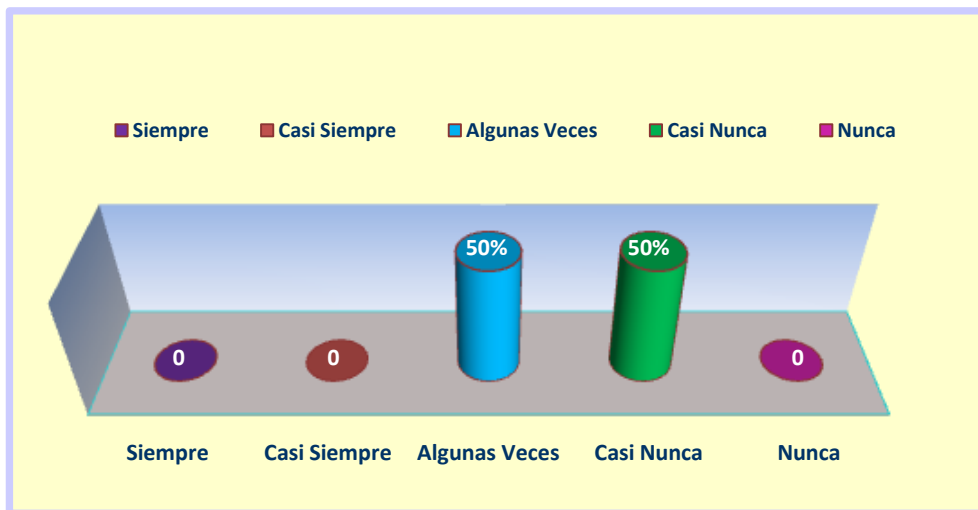 Siempre Casi Siempre Algunas Veces Casi Nunca Nunca
50% 50%
0 0 0
Siempre Casi Siempre Algunas Veces Casi Nunca Nunca